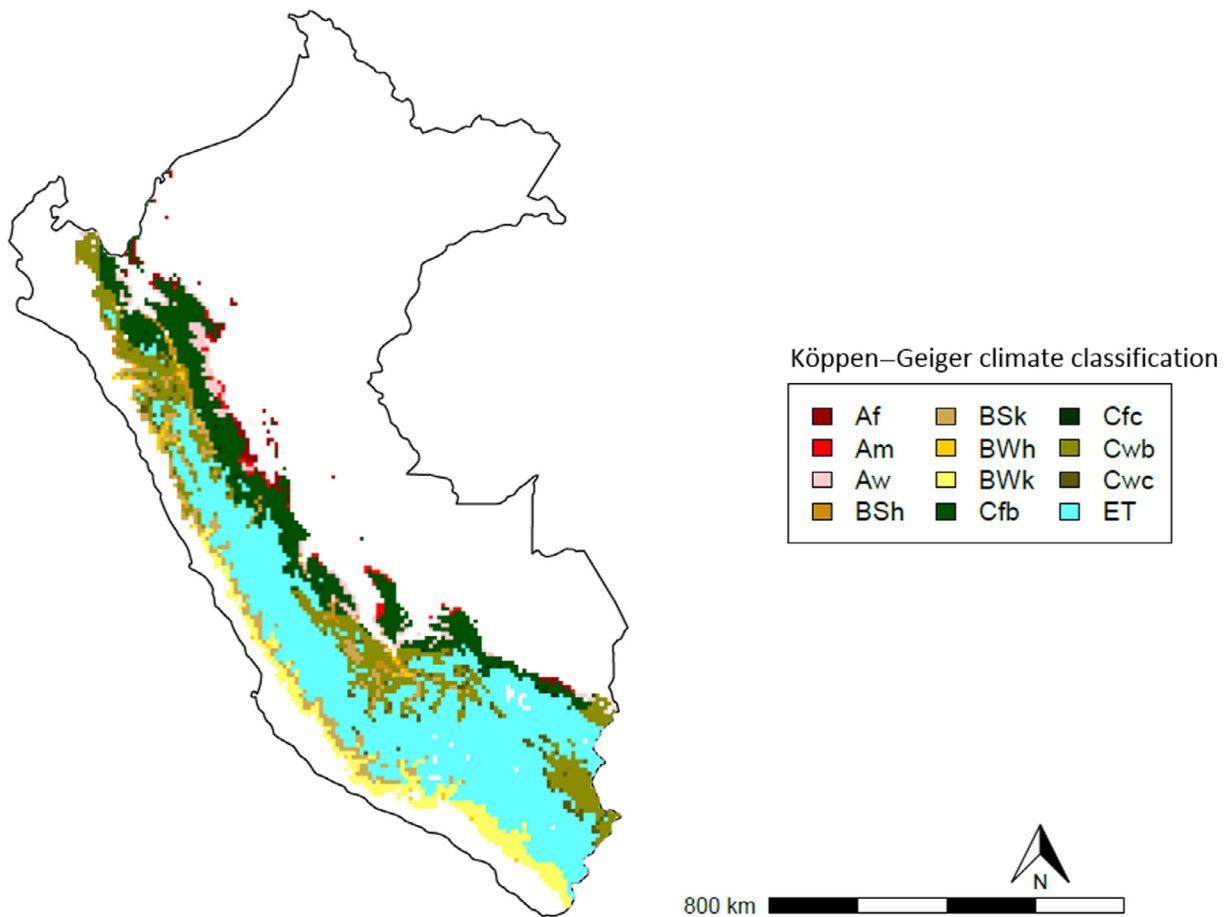 Köppen–Geiger climate classification
Af BSk Cfc
Am BWh Cwb
Aw BWk Cwc
BSh Cfb ET
N
800 km